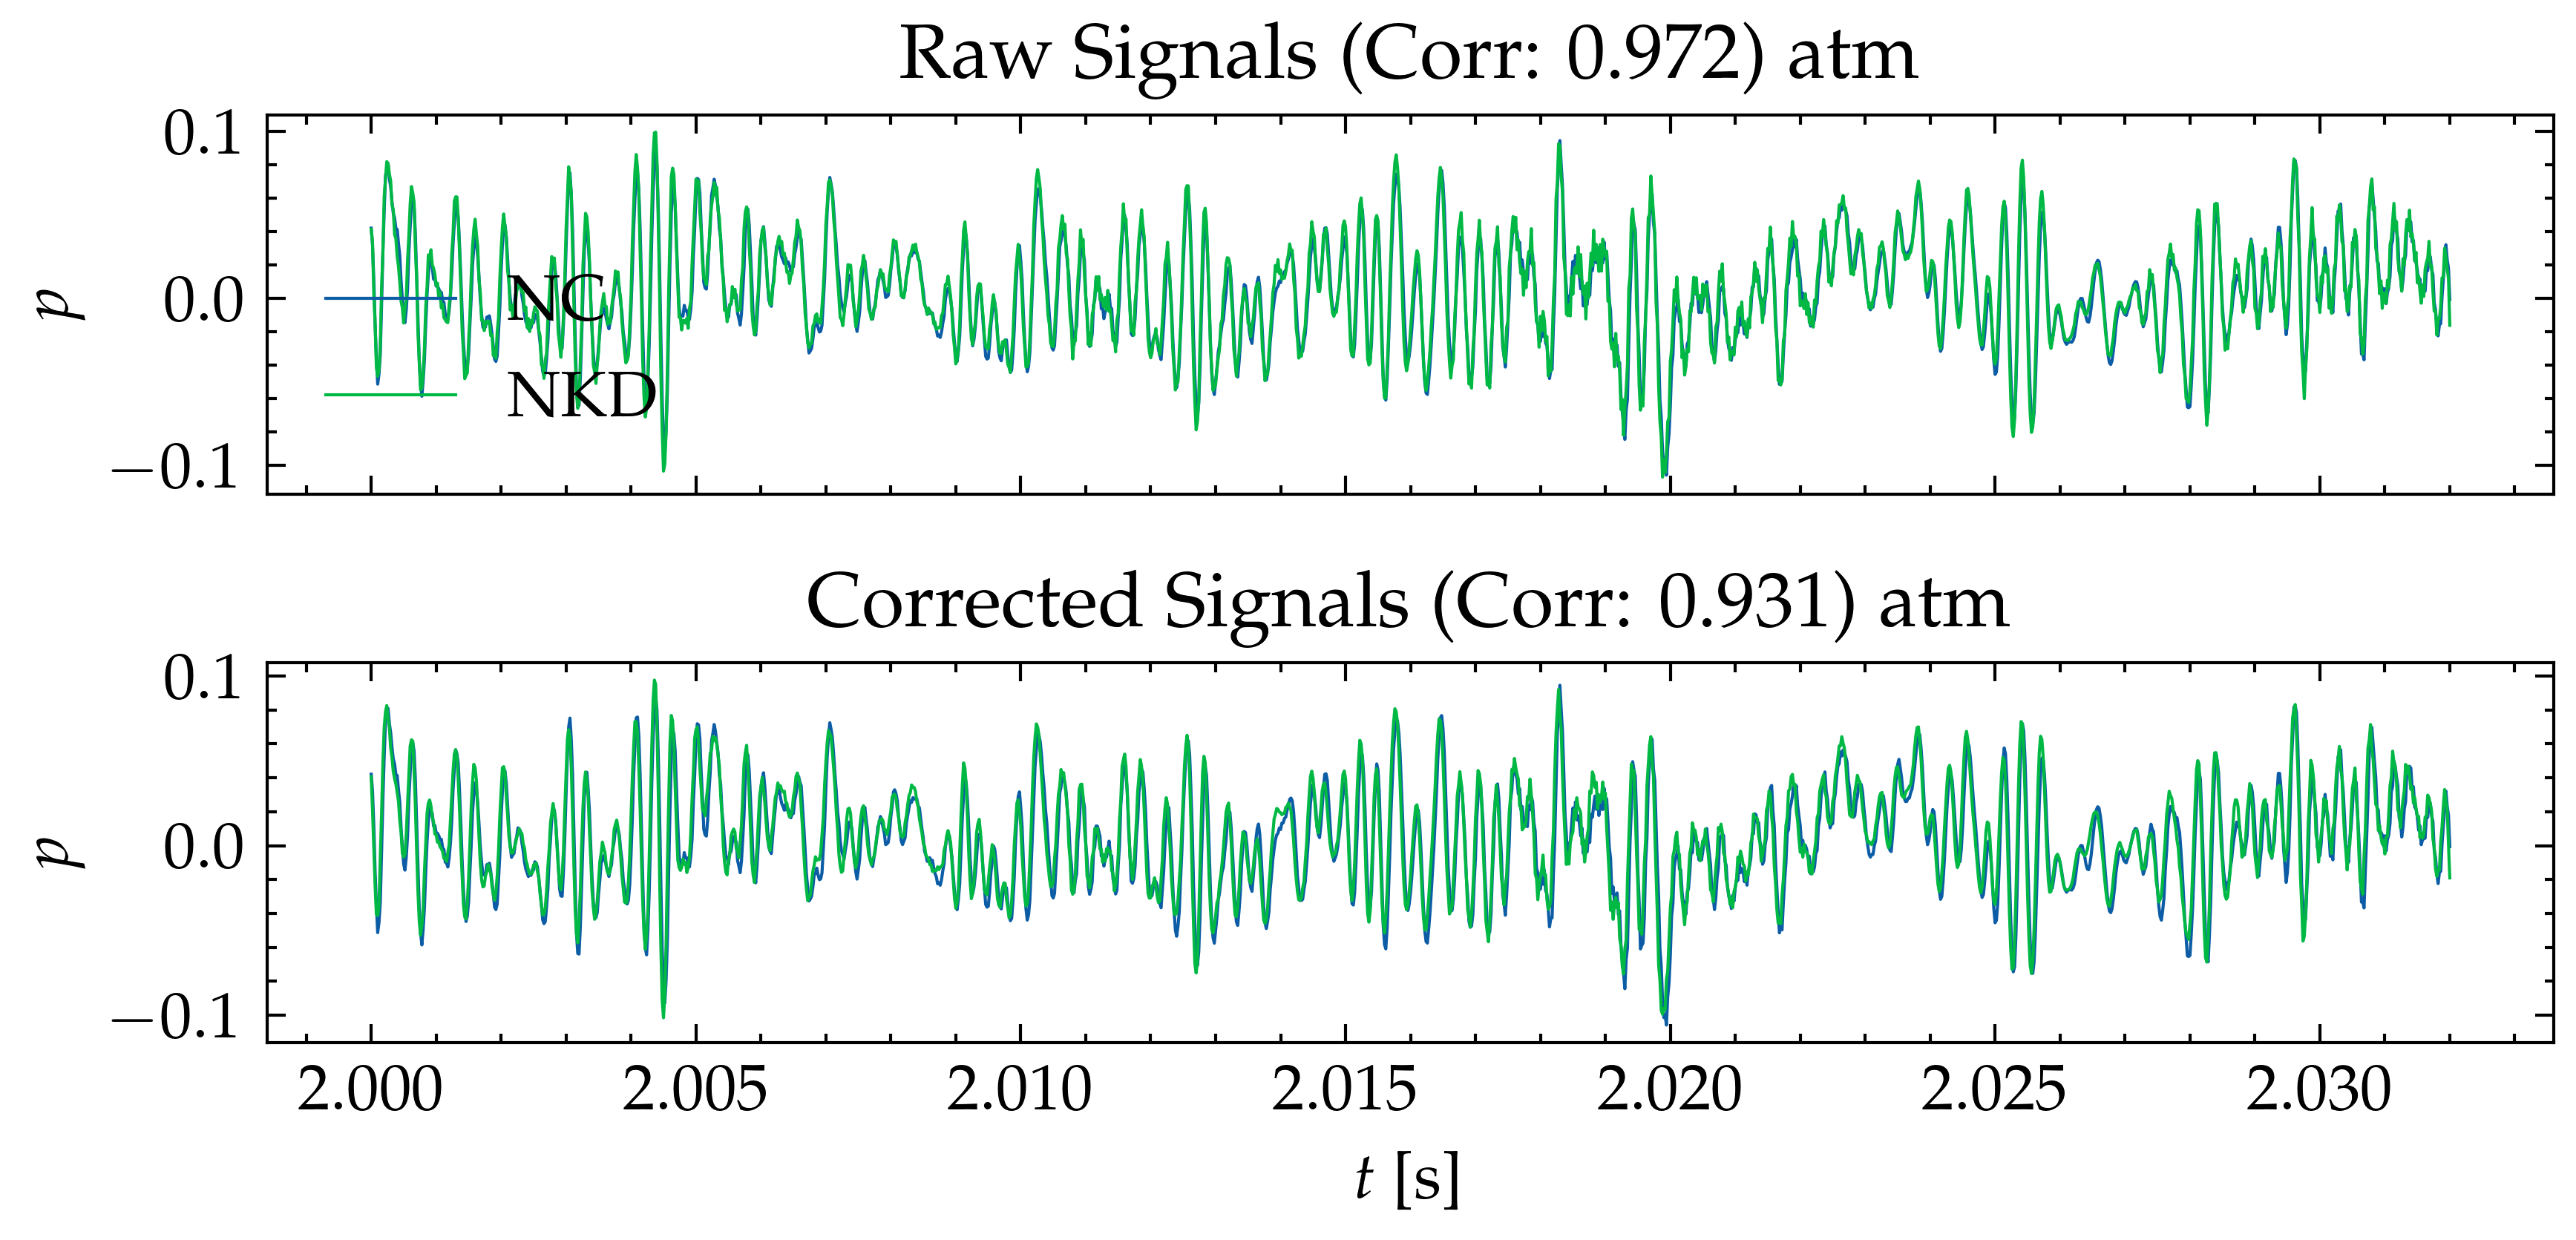 Raw Signals (Corr: 0.972) atm
0.1
0.0
−0.1
p
NC
NKD
Corrected Signals (Corr: 0.931) atm
0.1
0.0
−0.1
p
2.000 2.005 2.010 2.015 2.020 2.025 2.030
t [s]